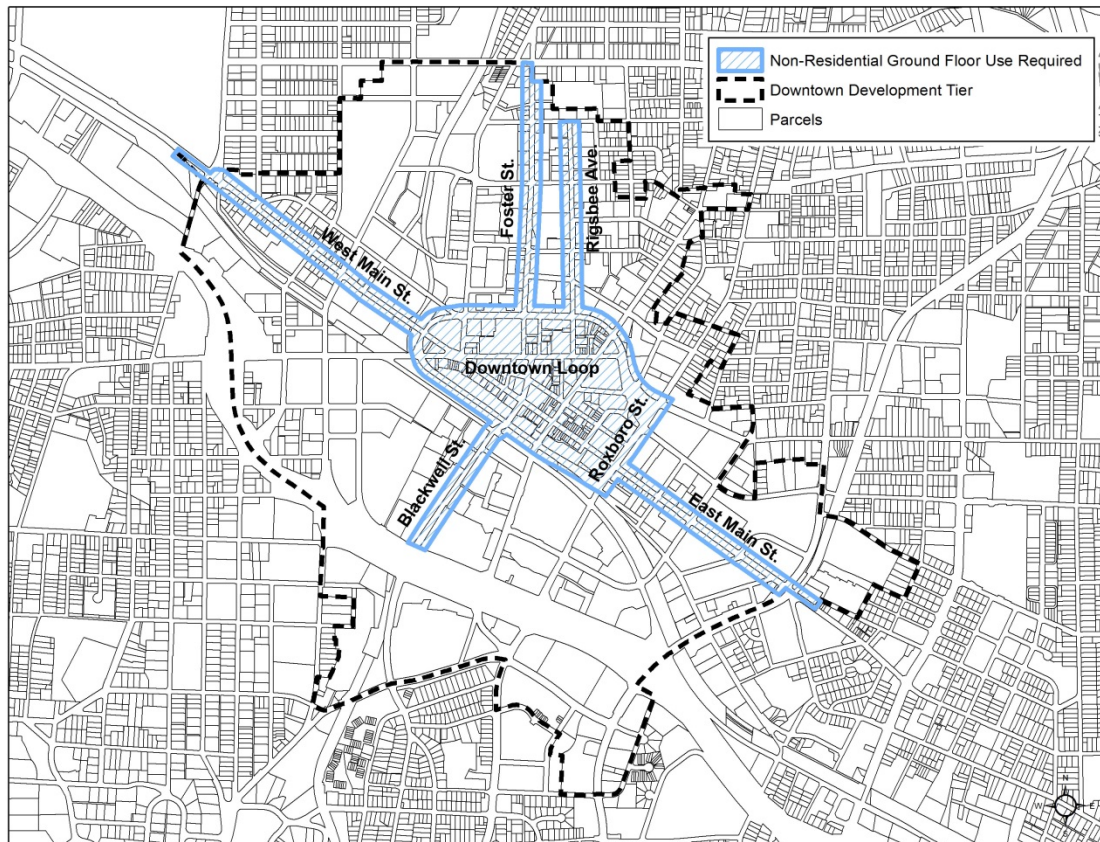 Non-Residential Ground Floor Use Required
Downtown Development Tier
Parcels
Foster St.
Rigsbee Ave.
West Main St.
Downtown Loop
Roxboro St.
Blackwell St.
East Main St.
N
W
E
S